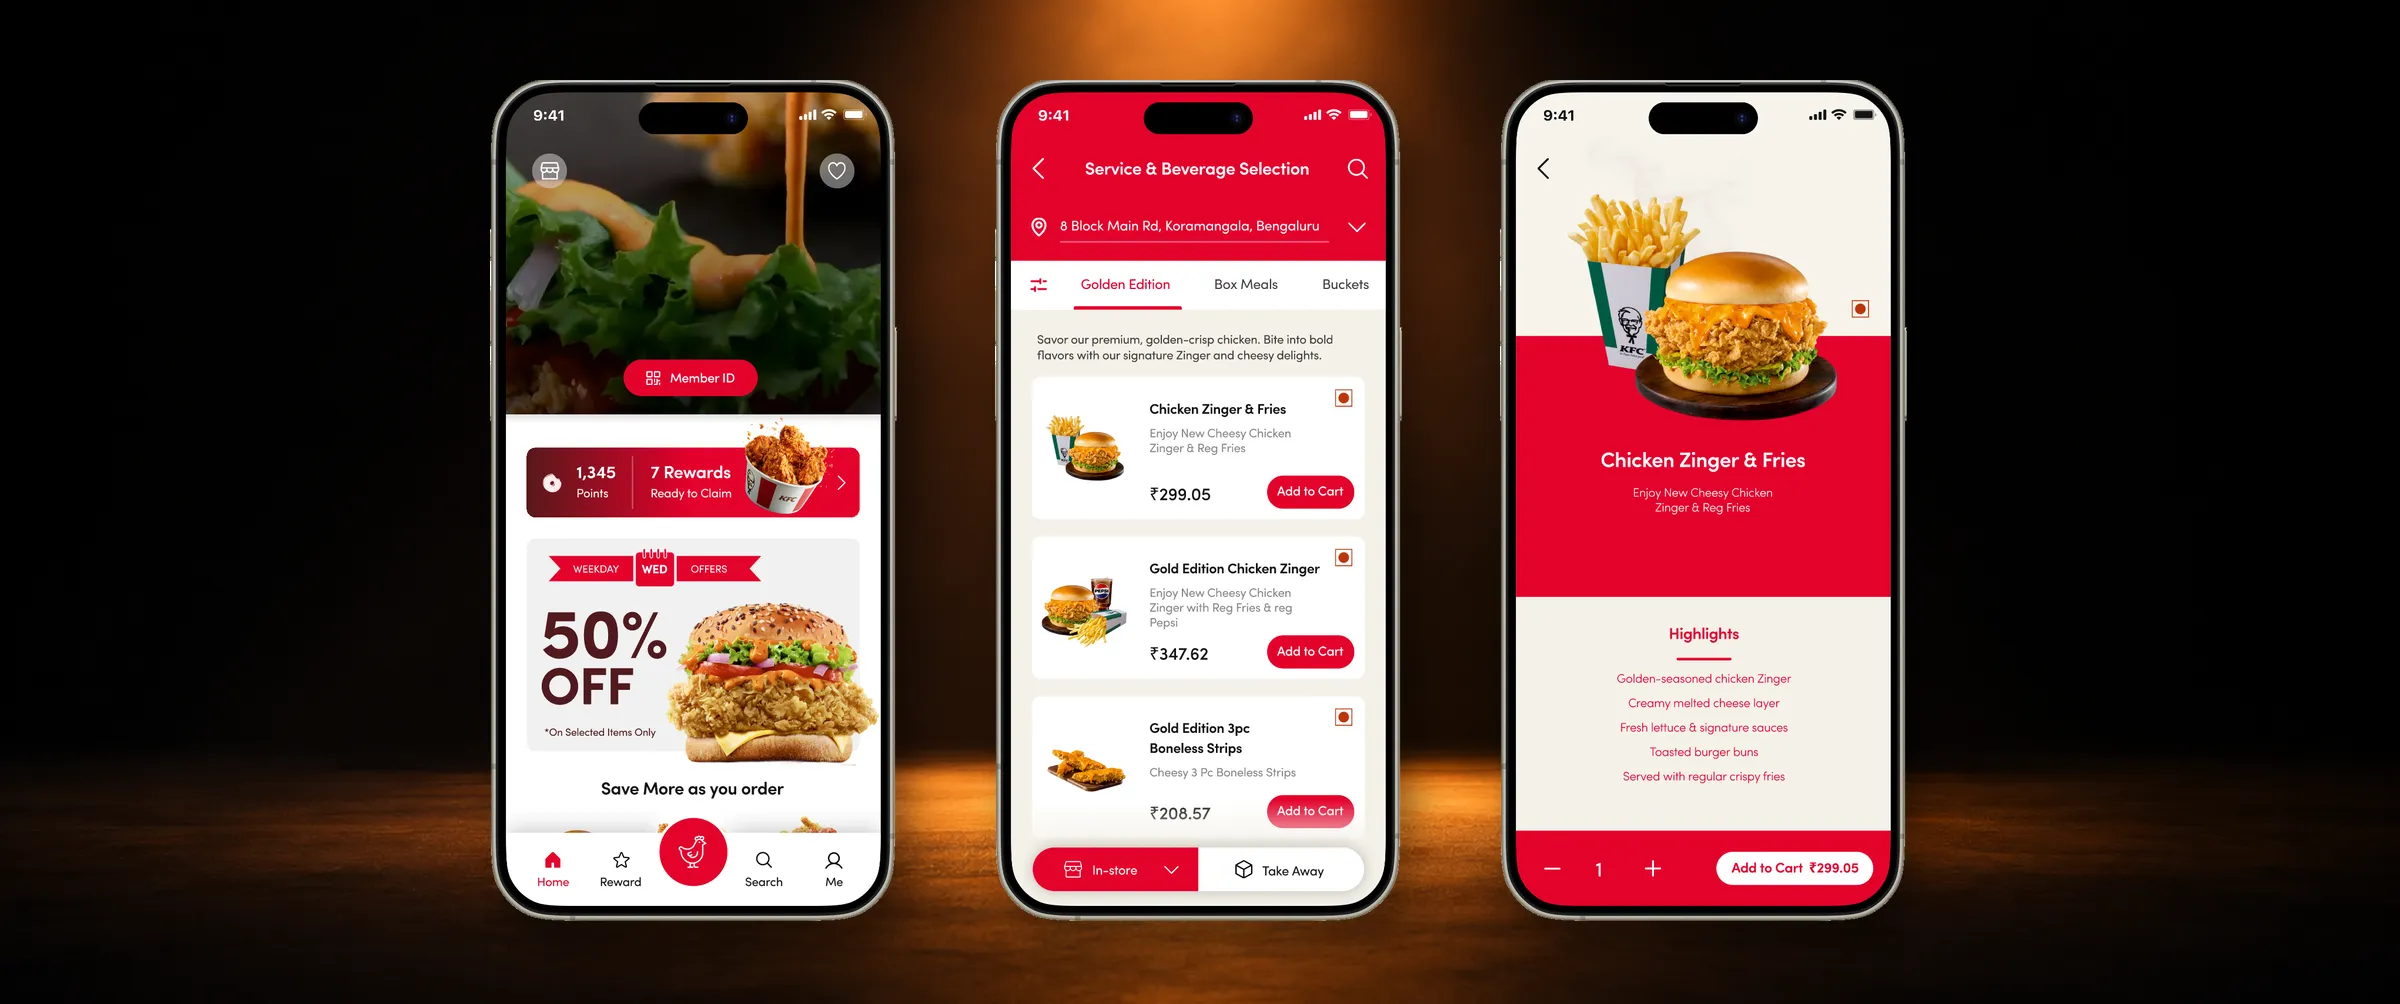 9:41
Member ID
1,345
Points
7 Rewards
Ready to Claim
KFC
WEEKDAY
WED
OFFERS
50%
OFF
*On Selected Items Only
Save More as you order
Home
Reward
Search
Me
9:41
Service & Beverage Selection
8 Block Main Rd, Koramangala, Bengaluru
Golden Edition
Box Meals
Buckets
Savor our premium, golden-crisp chicken. Bite into bold
flavors with our signature Zinger and cheesy delights.
Chicken Zinger & Fries
Enjoy New Cheesy Chicken
Zinger & Reg Fries
₹299.05
Add to Cart
Gold Edition Chicken Zinger
Enjoy New Cheesy Chicken
Zinger with Reg Fries & reg
Pepsi
₹347.62
Add to Cart
pepsi
Gold Edition 3pc
Boneless Strips
Cheesy 3 Pc Boneless Strips
₹208.57
Add to Cart
In-store
Take Away
9:41
KFC
Chicken Zinger & Fries
Enjoy New Cheesy Chicken
Zinger & Reg Fries
Highlights
Golden-seasoned chicken Zinger
Creamy melted cheese layer
Fresh lettuce & signature sauces
Toasted burger buns
Served with regular crispy fries
1
Add to Cart ₹299.05